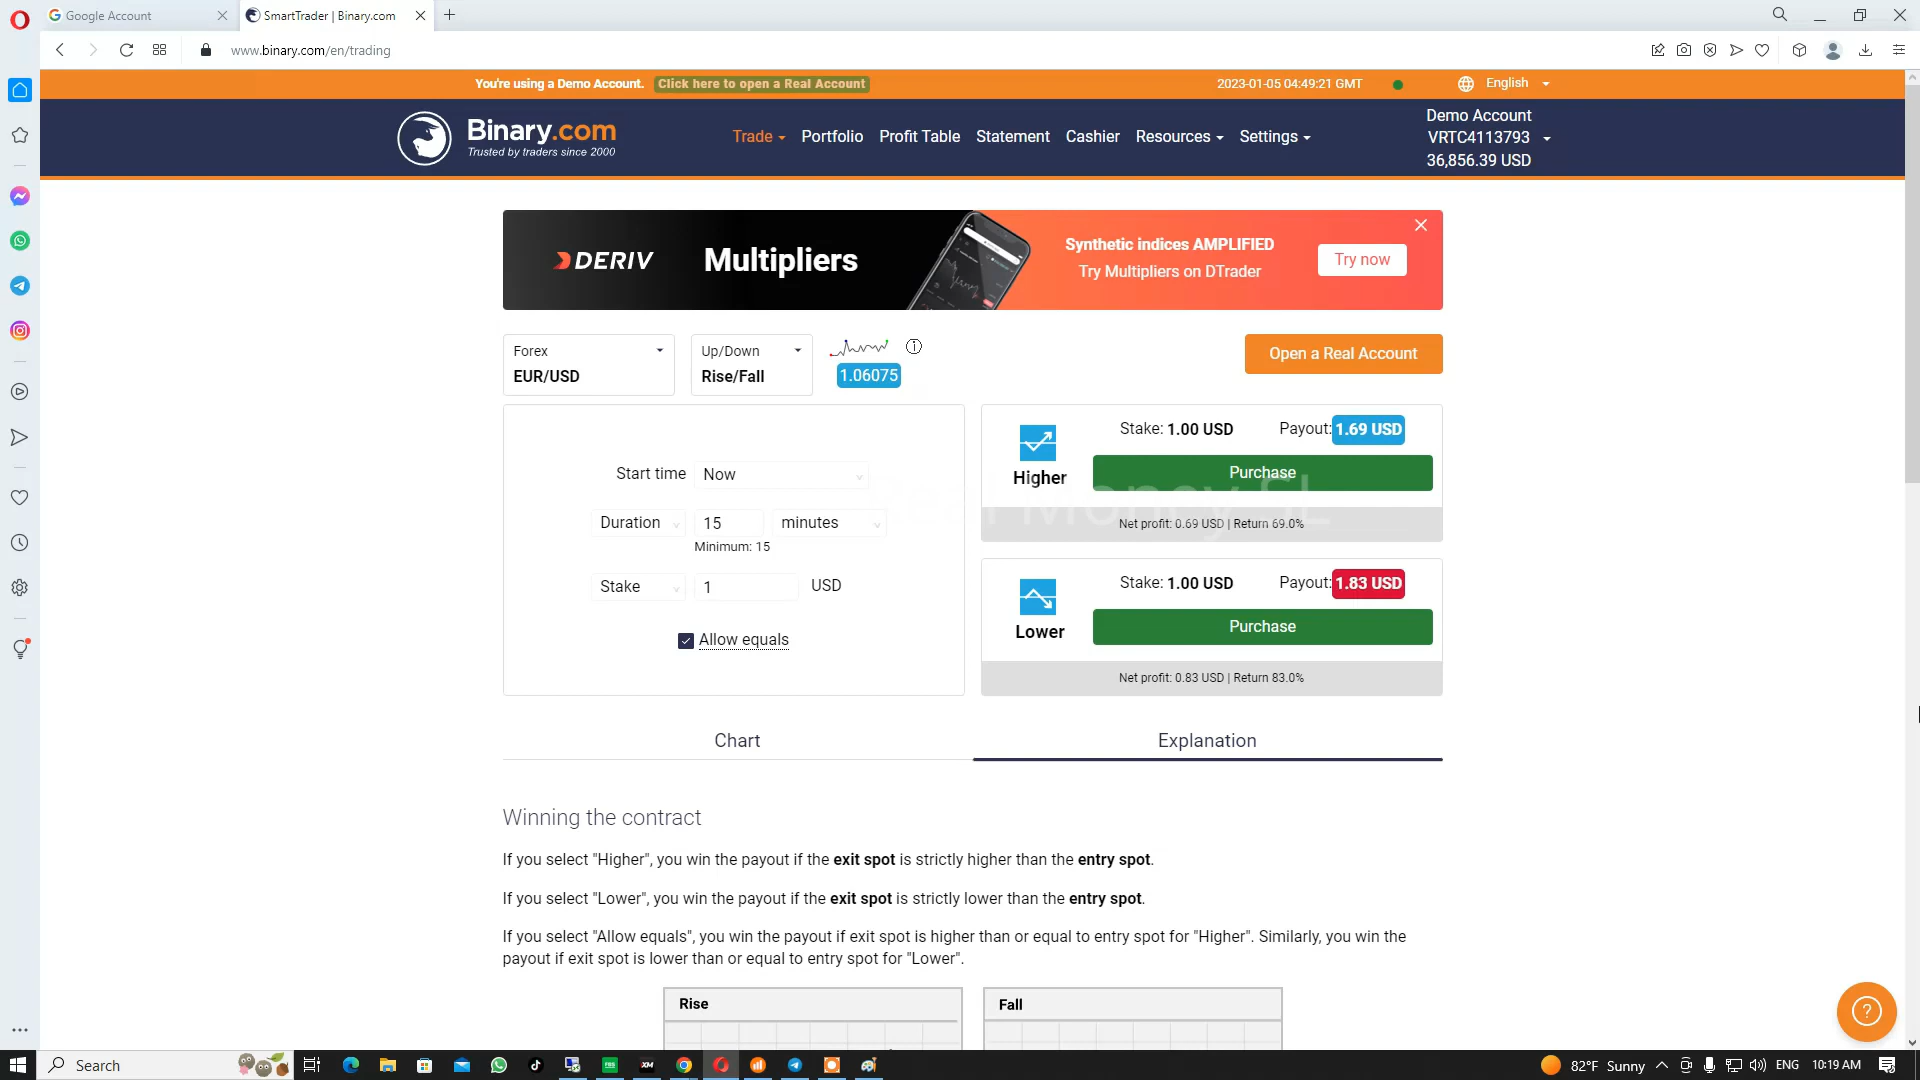 Google Account
SmartTrader | Binary.com
www.binary.com/en/trading
You're using a Demo Account. Click here to open a Real Account
2023-01-05 04:49:21 GMT
English
Binary.com
Trusted by traders since 2000
Trade
Portfolio
Profit Table
Statement
Cashier
Resources
Settings
Demo Account
VRTC4113793
36,856.39 USD
DERIV
Multipliers
Synthetic indices AMPLIFIED
Try Multipliers on DTrader
Try now
Forex
EUR/USD
Up/Down
Rise/Fall
1.06075
Open a Real Account
Start time Now
Duration 15 minutes
Minimum: 15
Stake 1 USD
Allow equals
Stake: 1.00 USD Payout: 1.69 USD
Higher
Purchase
Net profit: 0.69 USD | Return 69.0%
Stake: 1.00 USD Payout: 1.83 USD
Lower
Purchase
Net profit: 0.83 USD | Return 83.0%
Chart
Explanation
Winning the contract
If you select "Higher", you win the payout if the exit spot is strictly higher than the entry spot.
If you select "Lower", you win the payout if the exit spot is strictly lower than the entry spot.
If you select "Allow equals", you win the payout if exit spot is higher than or equal to entry spot for "Higher". Similarly, you win the
payout if exit spot is lower than or equal to entry spot for "Lower".
Rise
Fall
Search
82°F Sunny
ENG
10:19 AM